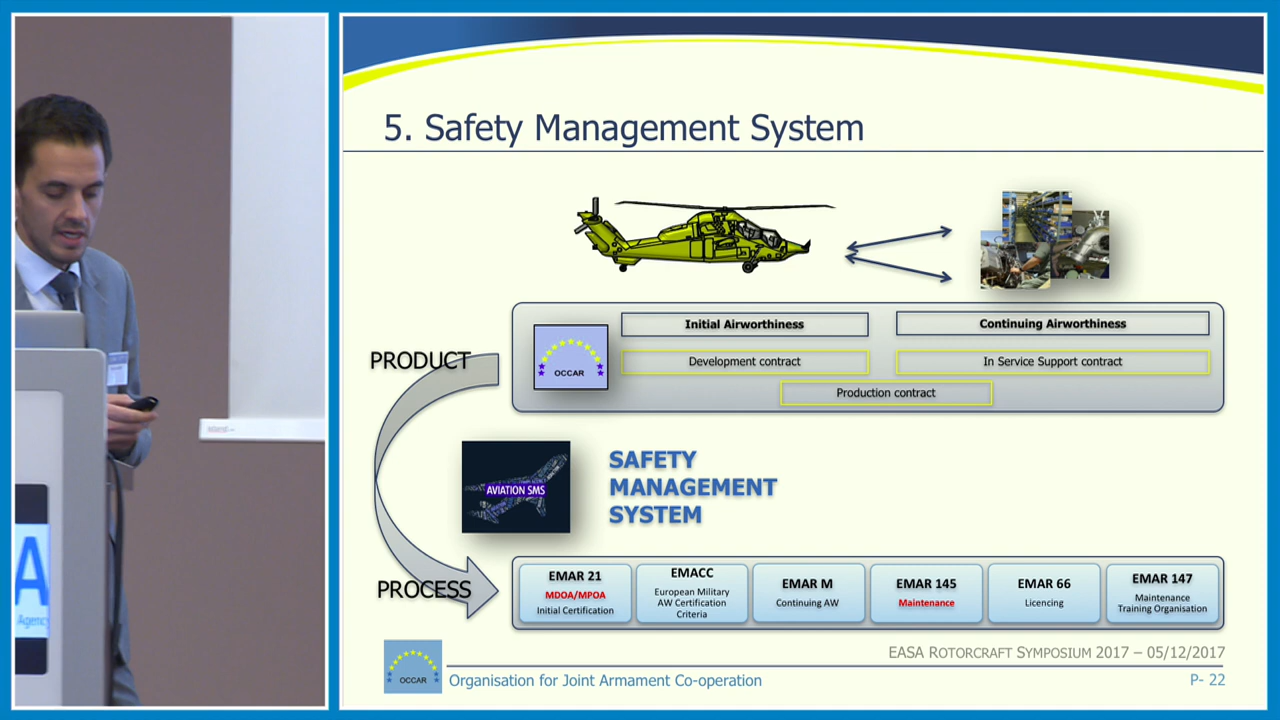 5. Safety Management System
Initial Airworthiness
Continuing Airworthiness
PRODUCT
OCCAR
Development contract
In Service Support contract
Production contract
AVIATION SMS
SAFETY
MANAGEMENT
SYSTEM
PROCESS
EMAR 21
MDOA/MPOA
Initial Certification
EMACC
European Military
AW Certification
Criteria
EMAR M
Continuing AW
EMAR 145
Maintenance
EMAR 66
Licencing
EMAR 147
Maintenance
Training Organisation
EASA ROTORCRAFT SYMPOSIUM 2017 – 05/12/2017
OCCAR
Organisation for Joint Armament Co-operation
P- 22
A
Agency